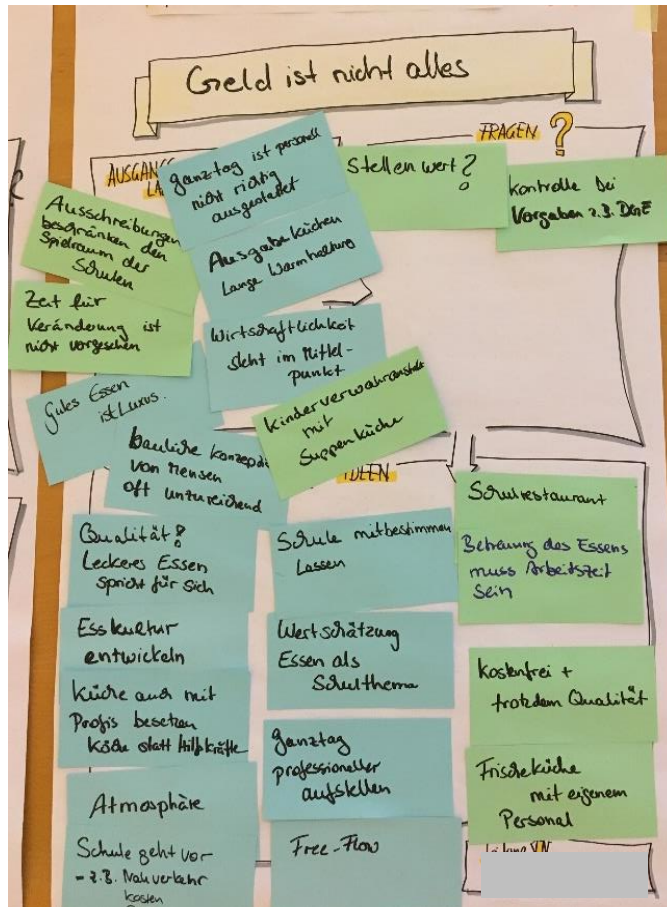 Geld ist nicht alles
AUSGANGS
LA
Ganztag ist personell
nicht richtig
ausgestattet
Ausschreibungen
beschränken den
Spielraum der
Schulen
Ausgabeküchen
Lange Warmhaltung
Zeit für
Veränderung ist
nicht vorgesehen
Wirtschaftlichkeit
steht im Mittel-
punkt
Gutes Essen
ist Luxus.
Kinderverwahranstalt
mit
Suppenküche
bauliche
von Mensen
oft unzureichend
FRAGEN ?
Stellenwert?
Kontrolle bei
Vorgaben z.B. DGE
IDEEN
Qualität!
Leckeres Essen
spricht für sich
Esskultur
entwickeln
Küche auch mit
Profis besetzen
Köche statt Hilfskräfte
Atmosphäre
Schule geht vor
- z.B. Nahverkehr
kosten
Schule mitbestimmen
Lassen
Wertschätzung
Essen als
Schulthema
Ganztag
professioneller
aufstellen
Free-Flow
Schulrestaurant
Betreuung des Essens
muss Arbeitszeit
Sein
Kostenfrei +
trotzdem Qualität
Frischeküche
mit eigenem
Personal